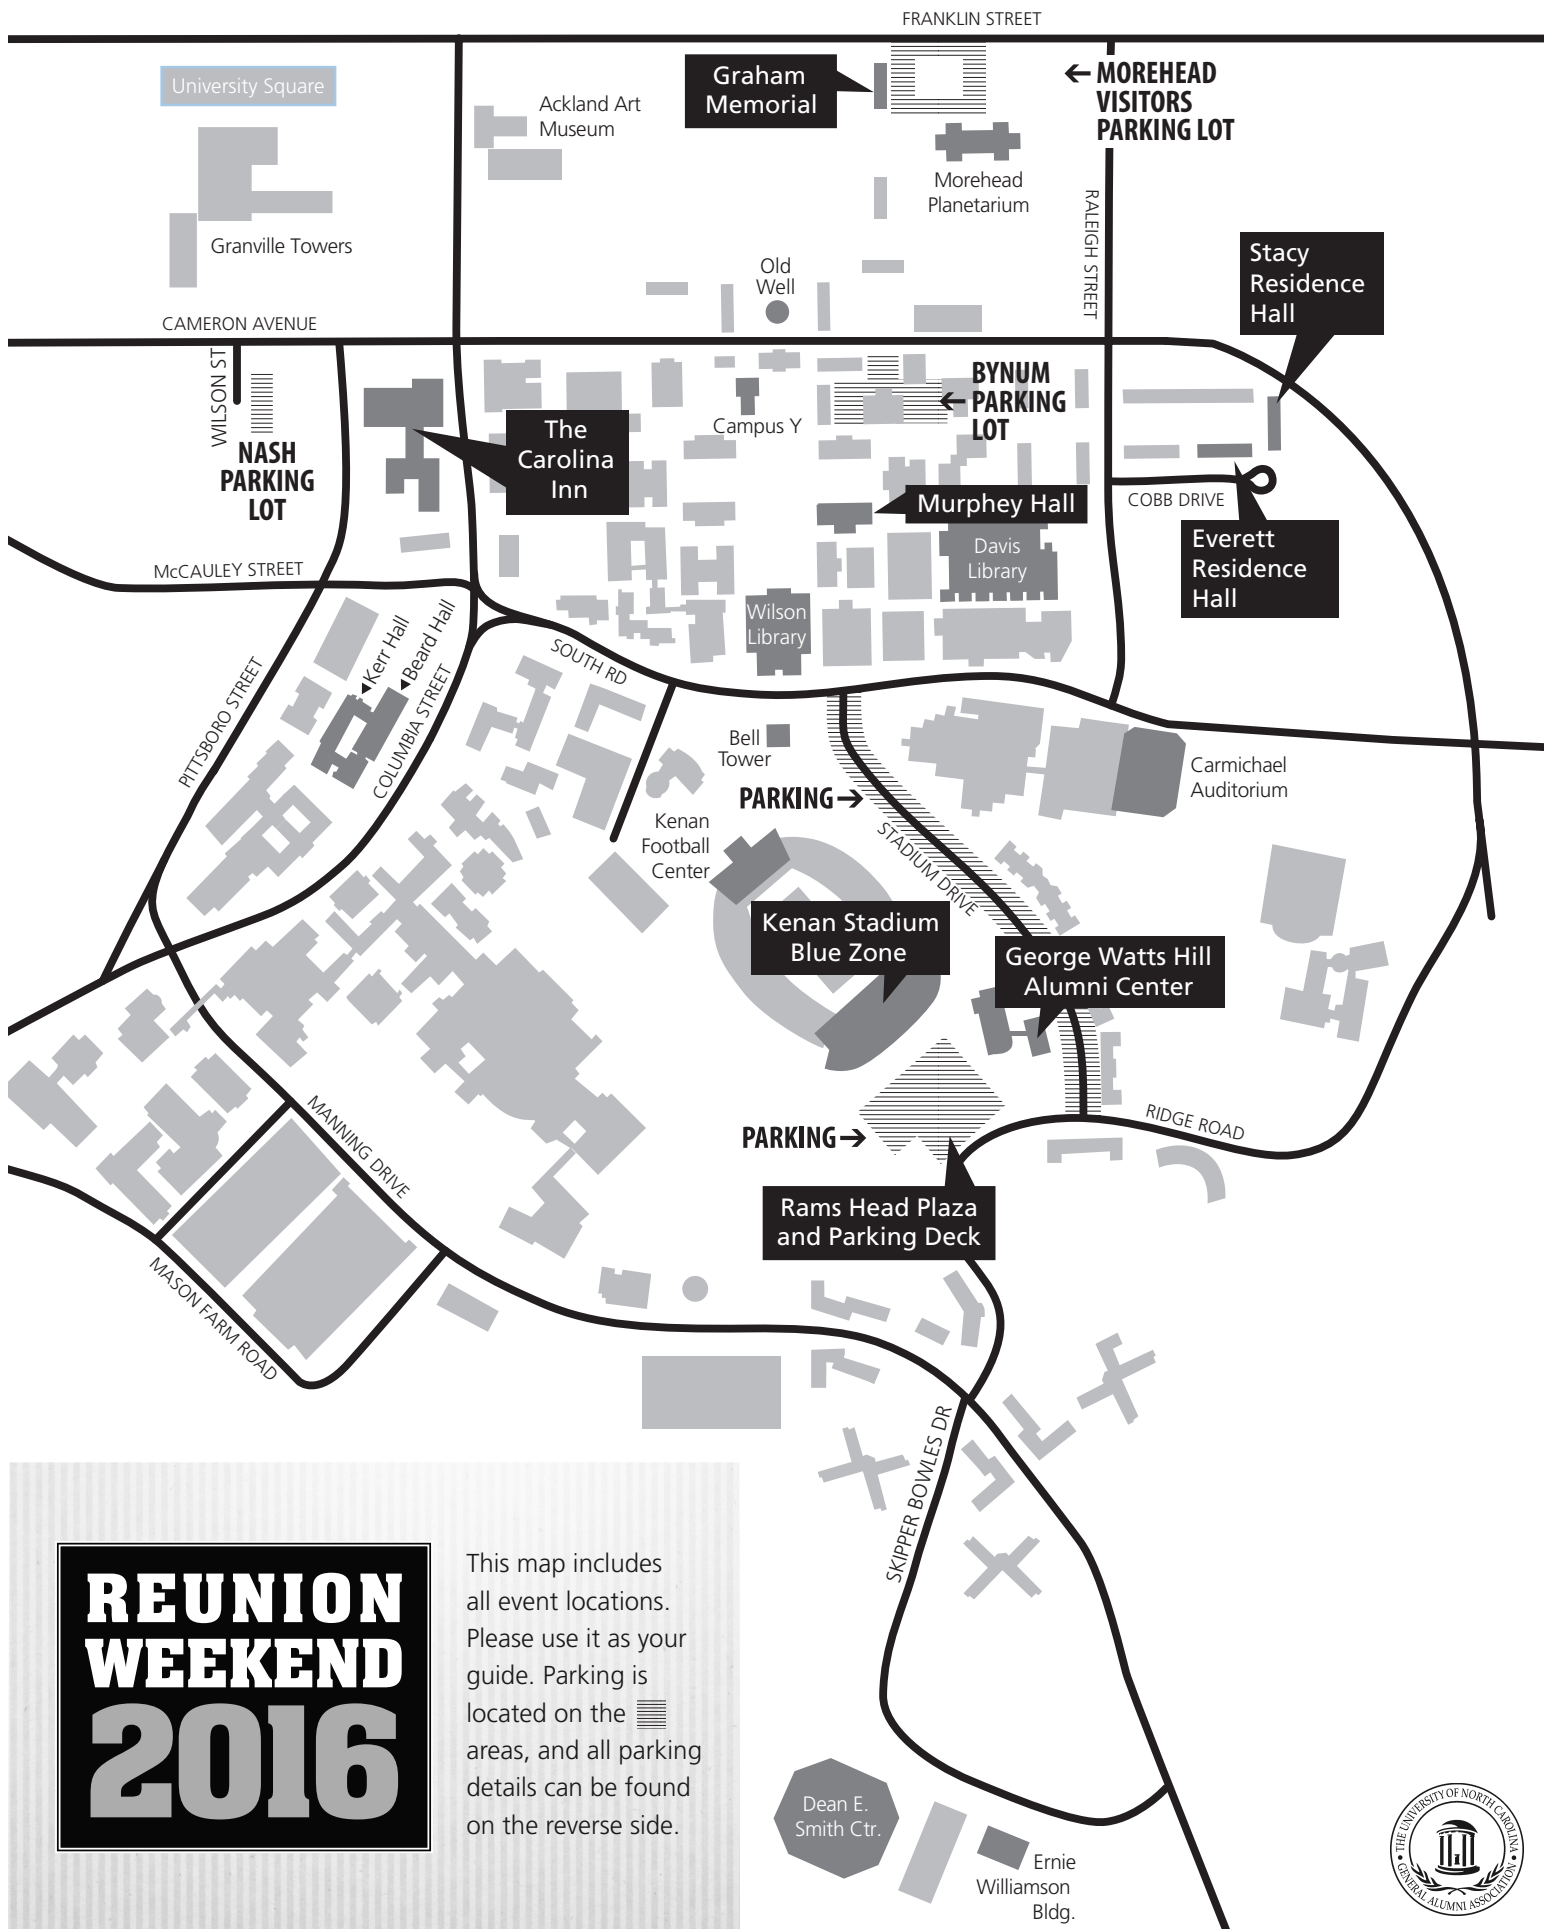 FRANKLIN STREET
University Square
Ackland Art
Museum
Graham
Memorial
← MOREHEAD
VISITORS
PARKING LOT
Morehead
Planetarium
Granville Towers
RALEIGH STREET
Old
Well
Stacy
Residence
Hall
CAMERON AVENUE
WILSON ST
NASH
PARKING
LOT
The
Carolina
Inn
Campus Y
BYNUM
← PARKING
LOT
Murphey Hall
COBB DRIVE
Everett
Residence
Hall
Davis
Library
McCAULEY STREET
Wilson
Library
Kerr Hall
Beard Hall
SOUTH RD
PITTSBORO STREET
COLUMBIA STREET
Bell
Tower
Carmichael
Auditorium
PARKING →
Kenan
Football
Center
STADIUM DRIVE
Kenan Stadium
Blue Zone
George Watts Hill
Alumni Center
MANNING DRIVE
RIDGE ROAD
PARKING →
Rams Head Plaza
and Parking Deck
MASON FARM ROAD
SKIPPER BOWLES DR
REUNION
WEEKEND
2016
This map includes
all event locations.
Please use it as your
guide. Parking is
located on the
areas, and all parking
details can be found
on the reverse side.
Dean E.
Smith Ctr.
Ernie
Williamson
Bldg.
THE UNIVERSITY OF NORTH CAROLINA
GENERAL ALUMNI ASSOCIATION